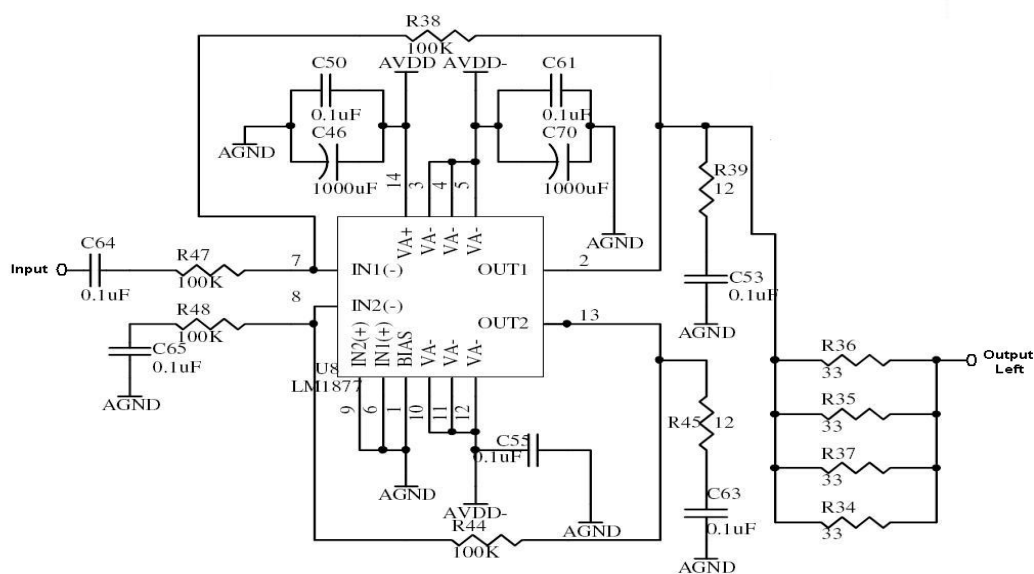 R38
100K
C50
AVDD
AVDD-
C61
0.1uF
0.1uF
AGND
C46
C70
1000uF
1000uF
AGND
14
3
4
5
R39
12
C64
R47
7
VA+
VA-
VA-
VA-
Input
IN1(-)
OUT1
2
0.1uF
100K
C53
0.1uF
8
IN2(-)
R48
100K
OUT2
13
AGND
C65
0.1uF
IN2(+)
IN1(+)
BIAS
VA-
VA-
VA-
R36
33
Output
Left
U8
LM1877
AGND
9
6
1
10
11
12
R45
12
R35
33
C55
0.1uF
R37
33
AGND
AVDD-
AGND
C63
0.1uF
R34
33
R44
100K
AGND